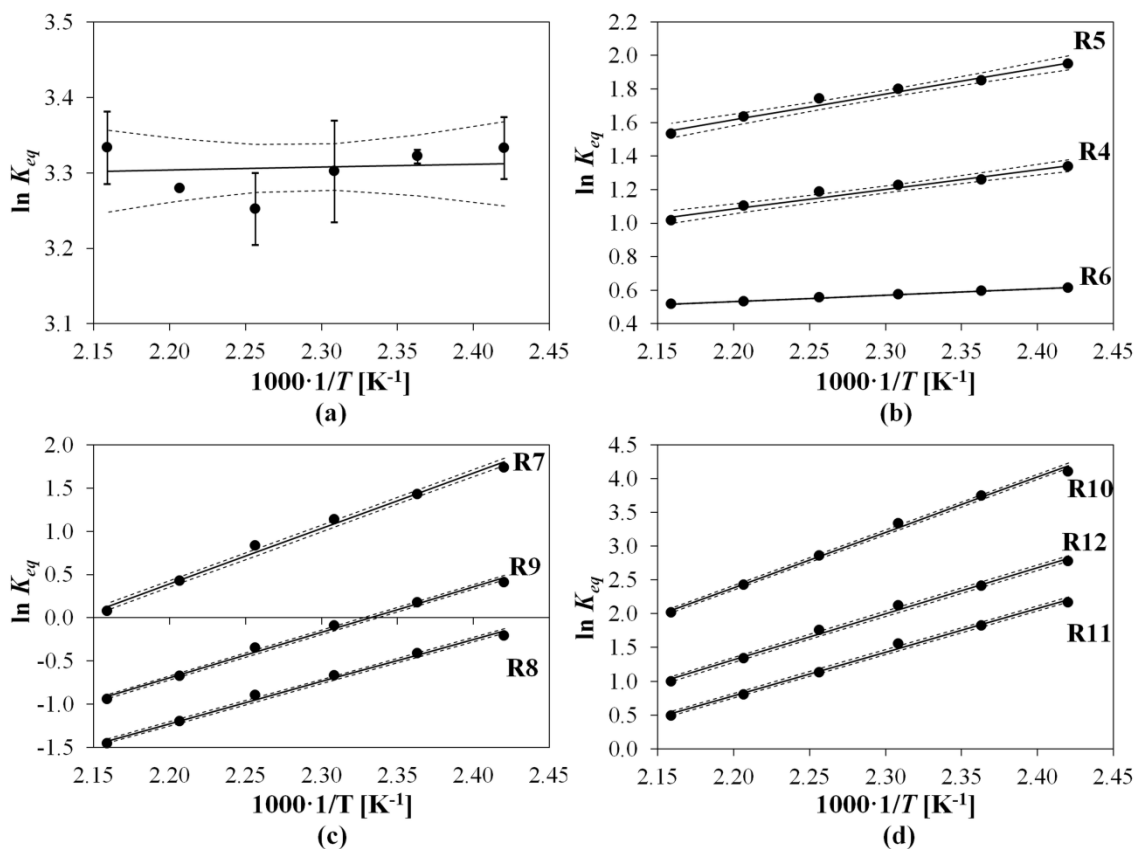 3.5
3.4
3.3
3.2
3.1
ln Keq
2.15 2.20 2.25 2.30 2.35 2.40 2.45
1000·1/T [K-1]
(a)
2.2
2.0
1.8
1.6
1.4
1.2
1.0
0.8
0.6
0.4
ln Keq
R5
R4
R6
2.15 2.20 2.25 2.30 2.35 2.40 2.45
1000·1/T [K-1]
(b)
2.0
1.5
1.0
0.5
0.0
-0.5
-1.0
-1.5
ln Keq
R7
R9
R8
2.15 2.20 2.25 2.30 2.35 2.40 2.45
1000·1/T [K-1]
(c)
4.5
4.0
3.5
3.0
2.5
2.0
1.5
1.0
0.5
0.0
ln Keq
R10
R12
R11
2.15 2.20 2.25 2.30 2.35 2.40 2.45
1000·1/T [K-1]
(d)